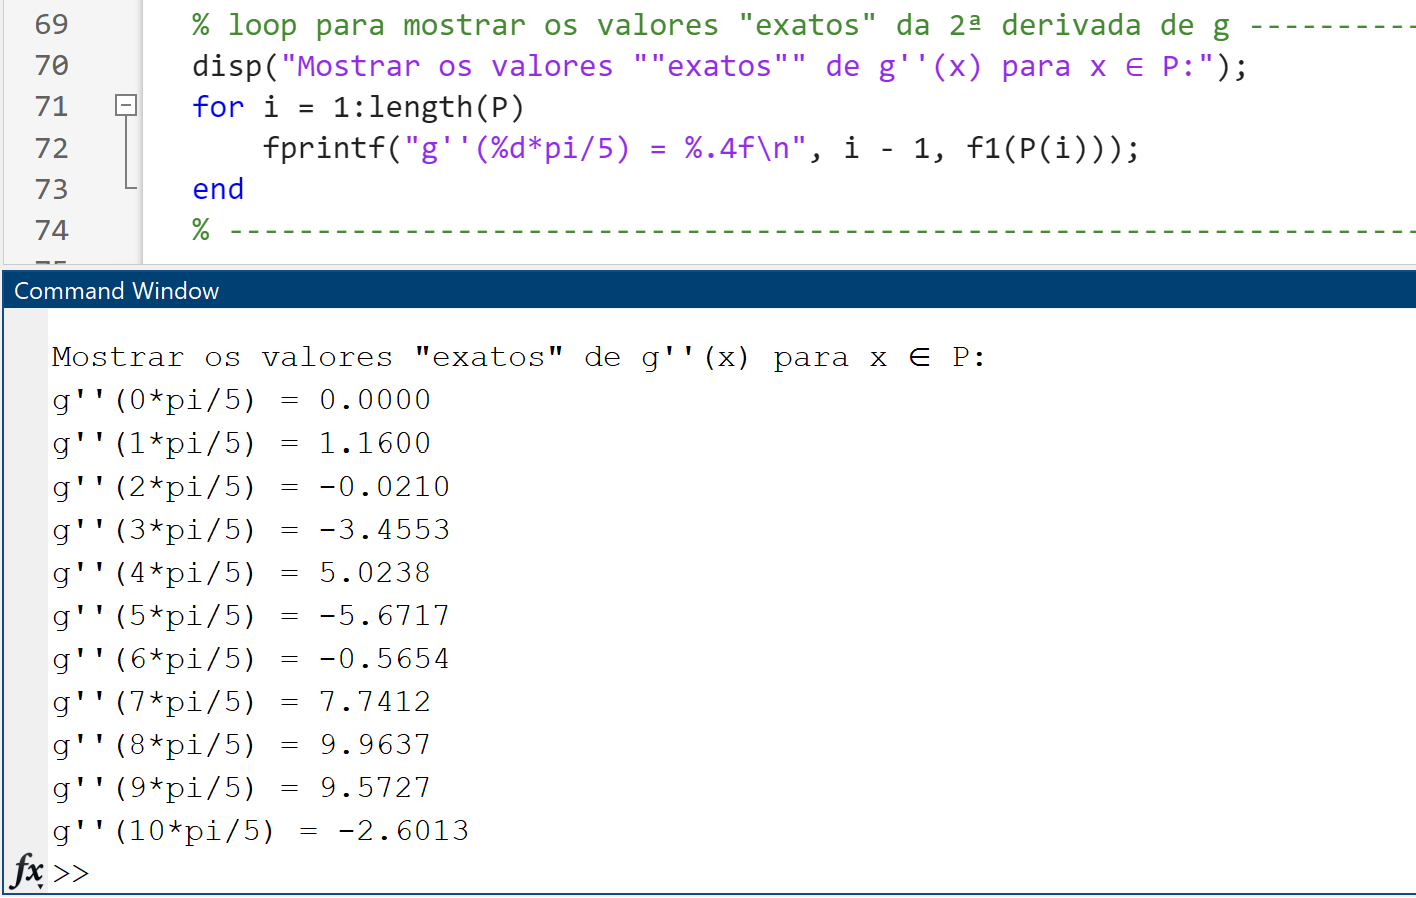 69 % loop para mostrar os valores "exatos" da 2ª derivada de g ----------
70 disp("Mostrar os valores ""exatos"" de g''(x) para x ∈ P:");
71 for i = 1:length(P)
72 fprintf("g''(%d*pi/5) = %.4f\n", i - 1, f1(P(i)));
73 end
74 % --------------------------------------------------------------------
Command Window
Mostrar os valores "exatos" de g''(x) para x ∈ P:
g''(0*pi/5) = 0.0000
g''(1*pi/5) = 1.1600
g''(2*pi/5) = -0.0210
g''(3*pi/5) = -3.4553
g''(4*pi/5) = 5.0238
g''(5*pi/5) = -5.6717
g''(6*pi/5) = -0.5654
g''(7*pi/5) = 7.7412
g''(8*pi/5) = 9.9637
g''(9*pi/5) = 9.5727
g''(10*pi/5) = -2.6013
fx >>